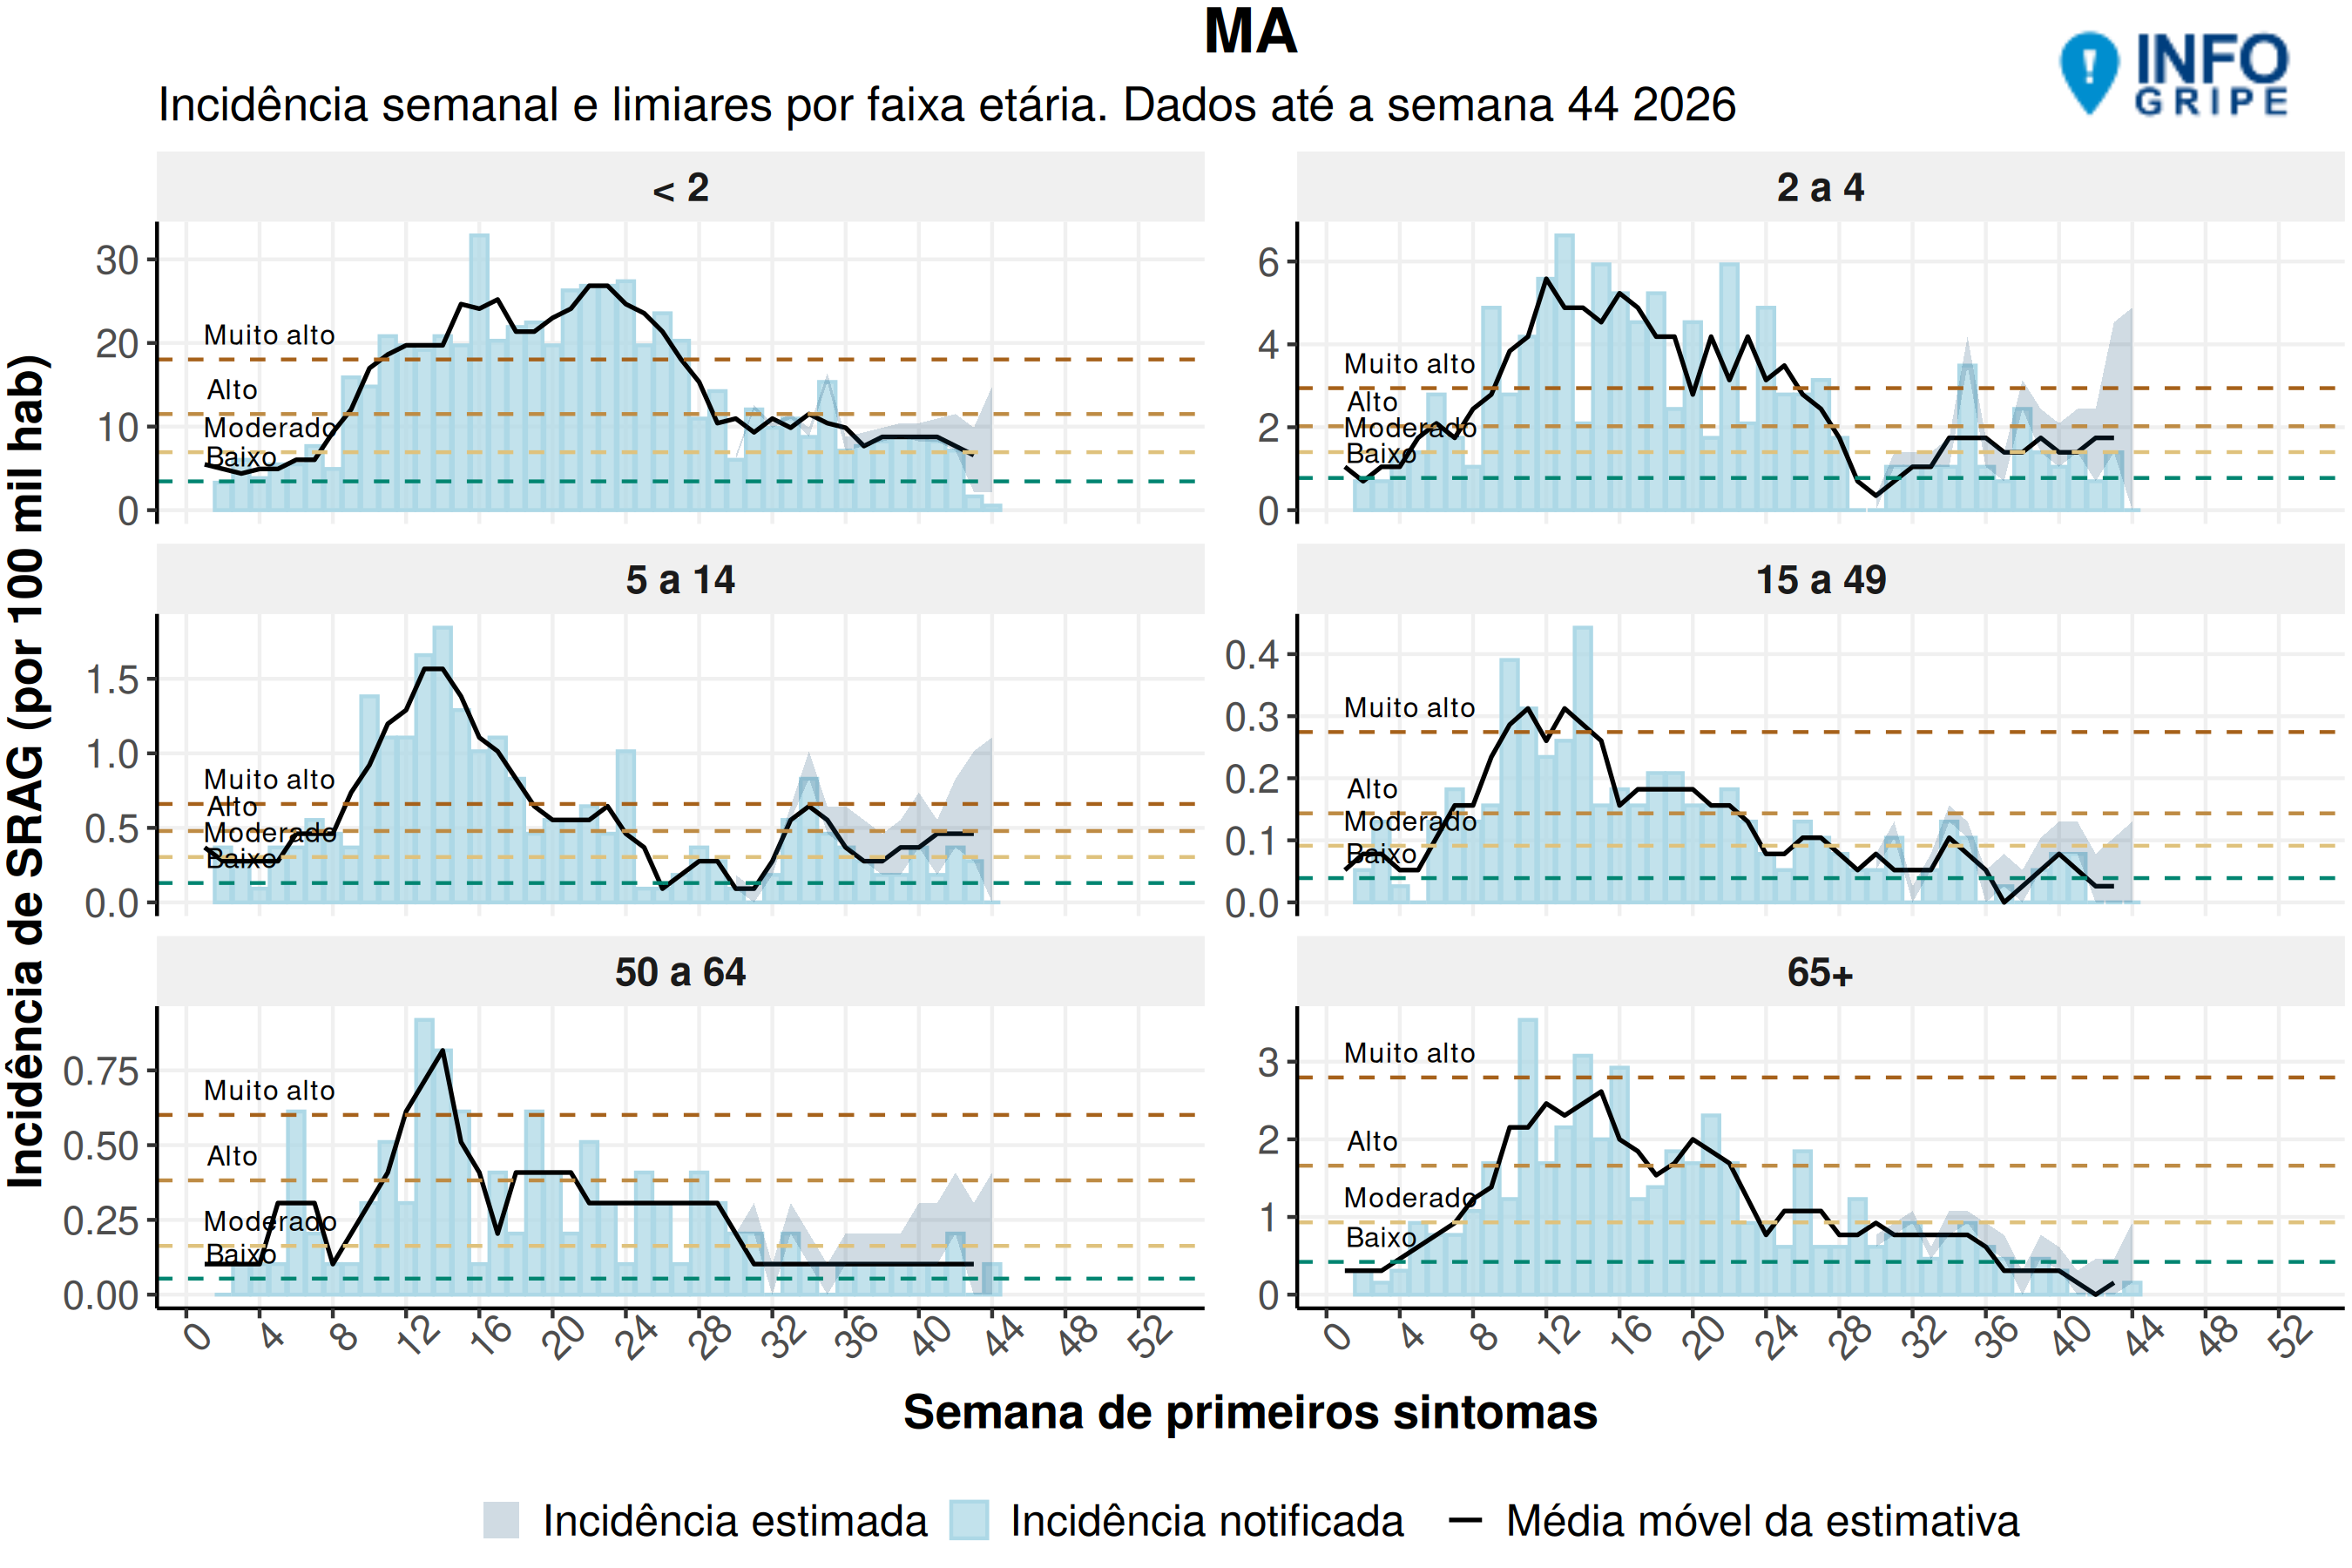 MA
INFO
GRIPE
Incidência semanal e limiares por faixa etária. Dados até a semana 44 2026
Incidência de SRAG (por 100 mil hab)
< 2
30
20
10
0
Muito alto
Alto
Moderado
Baixo
2 a 4
6
4
2
0
Muito alto
Alto
Moderado
Baixo
5 a 14
1.5
1.0
0.5
0.0
Muito alto
Alto
Moderado
Baixo
15 a 49
0.4
0.3
0.2
0.1
0.0
Muito alto
Alto
Moderado
Baixo
50 a 64
0.75
0.50
0.25
0.00
Muito alto
Alto
Moderado
Baixo
65+
3
2
1
0
Muito alto
Alto
Moderado
Baixo
0 4 8 12 16 20 24 28 32 36 40 44 48 52
0 4 8 12 16 20 24 28 32 36 40 44 48 52
Semana de primeiros sintomas
Incidência estimada Incidência notificada Média móvel da estimativa